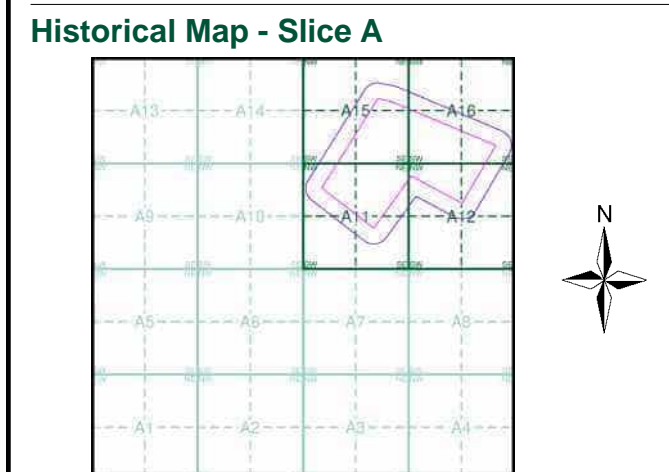 Historical Map - Slice A
A13 A14 A15 A16
N
A9 A10 A11 A12
A5 A6 A7 A8
A1 A2 A3 A4